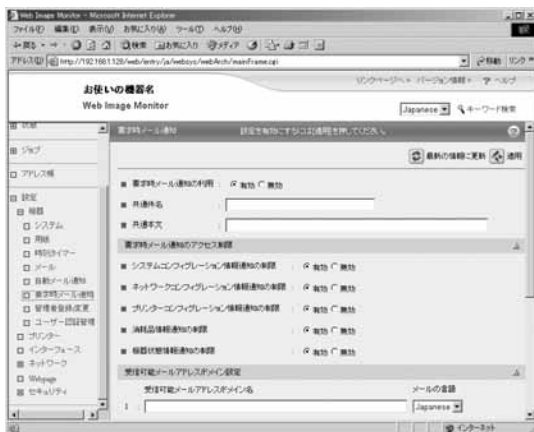 Web Image Monitor - Microsoft Internet Explorer
ファイル(F) 編集(E) 表示(V) お気に入り(A) ツール(T) ヘルプ(H)
戻る 検索 お気に入り メディア
アドレス(D) http://192.168.1.128/web/entry/ja/websys/webArch/mainFrame.cgi 移動 リンク
リンクページへ バージョン情報 ? ヘルプ
お使いの機器名
Web Image Monitor
Japanese キーワード検索
状態
ジョブ
アドレス帳
設定
機器
システム
用紙
時刻タイマー
メール
自動メール通知
要求時メール通知
管理者登録/変更
ユーザー認証管理
プリンター
インターフェース
ネットワーク
Webpage
セキュリティ
要求時メール通知 設定を有効にするには[適用]を押してください。
最新の情報に更新 適用
要求時メール通知の利用 : 有効 無効
共通件名 :
共通本文 :
要求時メール通知のアクセス制限
システムコンフィグレーション情報通知の制限 : 有効 無効
ネットワークコンフィグレーション情報通知の制限 : 有効 無効
プリンターコンフィグレーション情報通知の制限 : 有効 無効
消耗品情報通知の制限 : 有効 無効
機器状態情報通知の制限 : 有効 無効
受信可能メールアドレス/ドメイン設定
受信可能メールアドレス/ドメイン名 メールの言語
1 : Japanese
インターネット